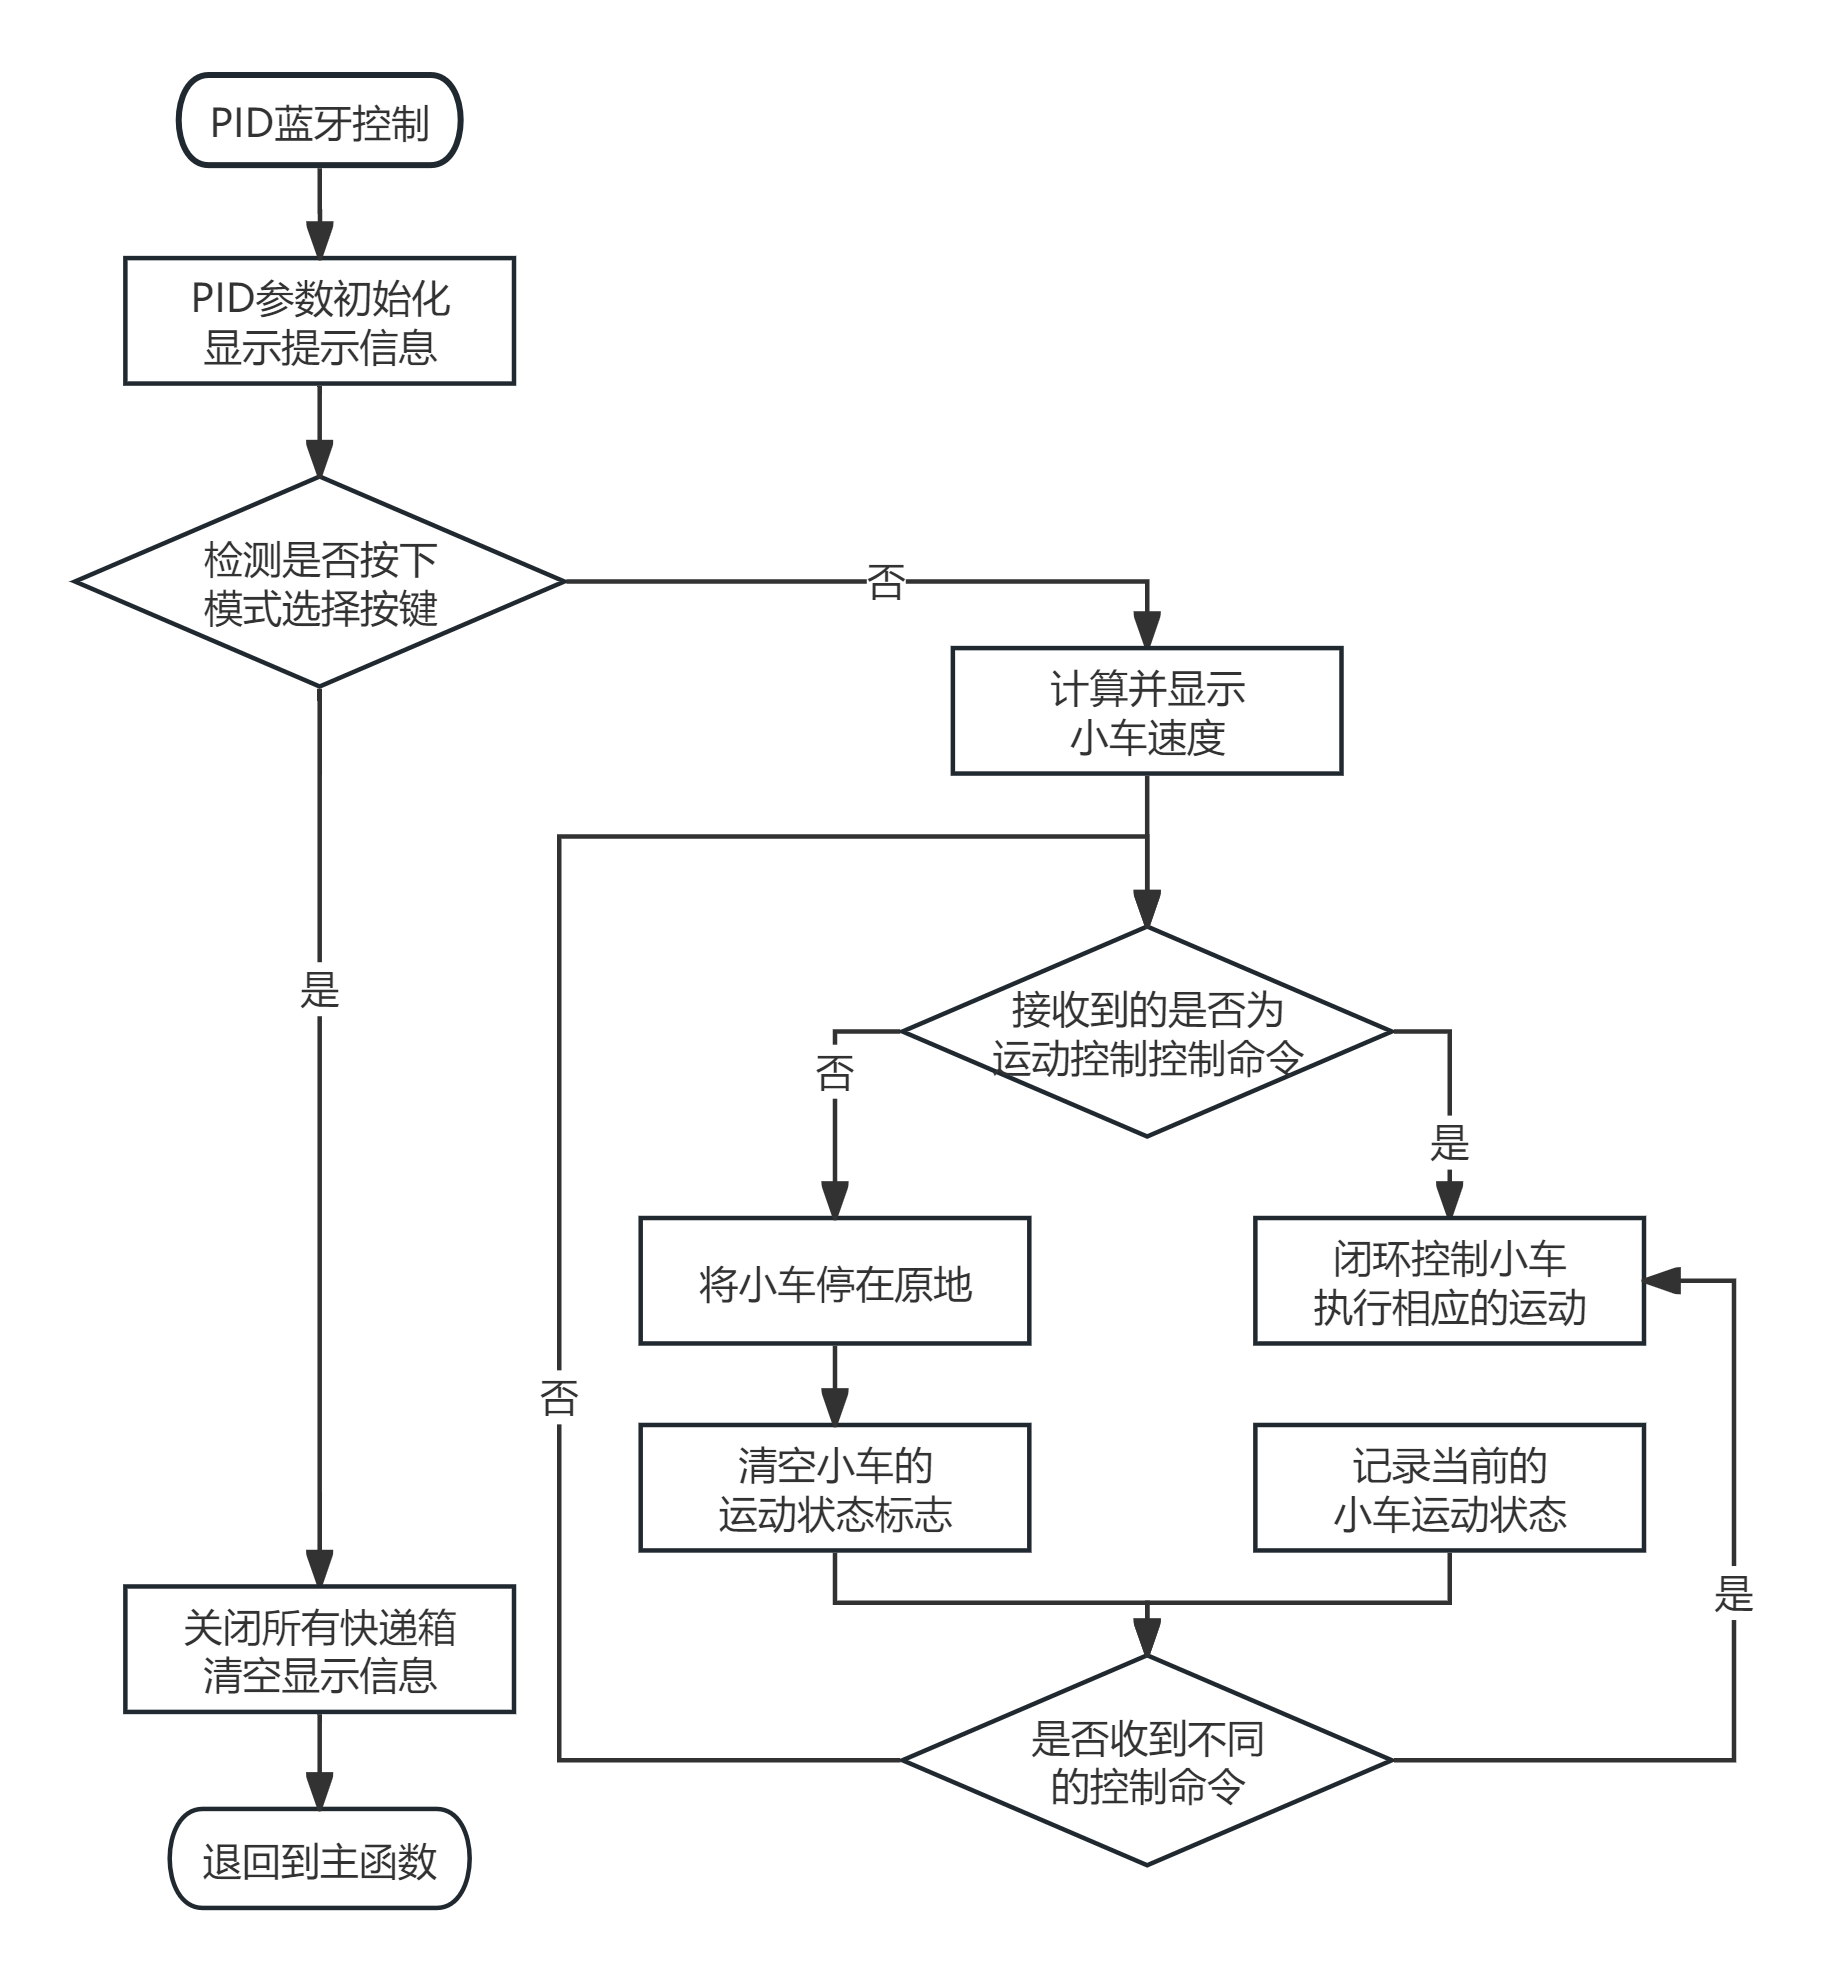 PID蓝牙控制
PID参数初始化
显示提示信息
检测是否按下
模式选择按键
否
计算并显示
小车速度
是
接收到的是否为
运动控制控制命令
否
是
将小车停在原地
闭环控制小车
执行相应的运动
否
清空小车的
运动状态标志
记录当前的
小车运动状态
是
关闭所有快递箱
清空显示信息
是否收到不同
的控制命令
退回到主函数